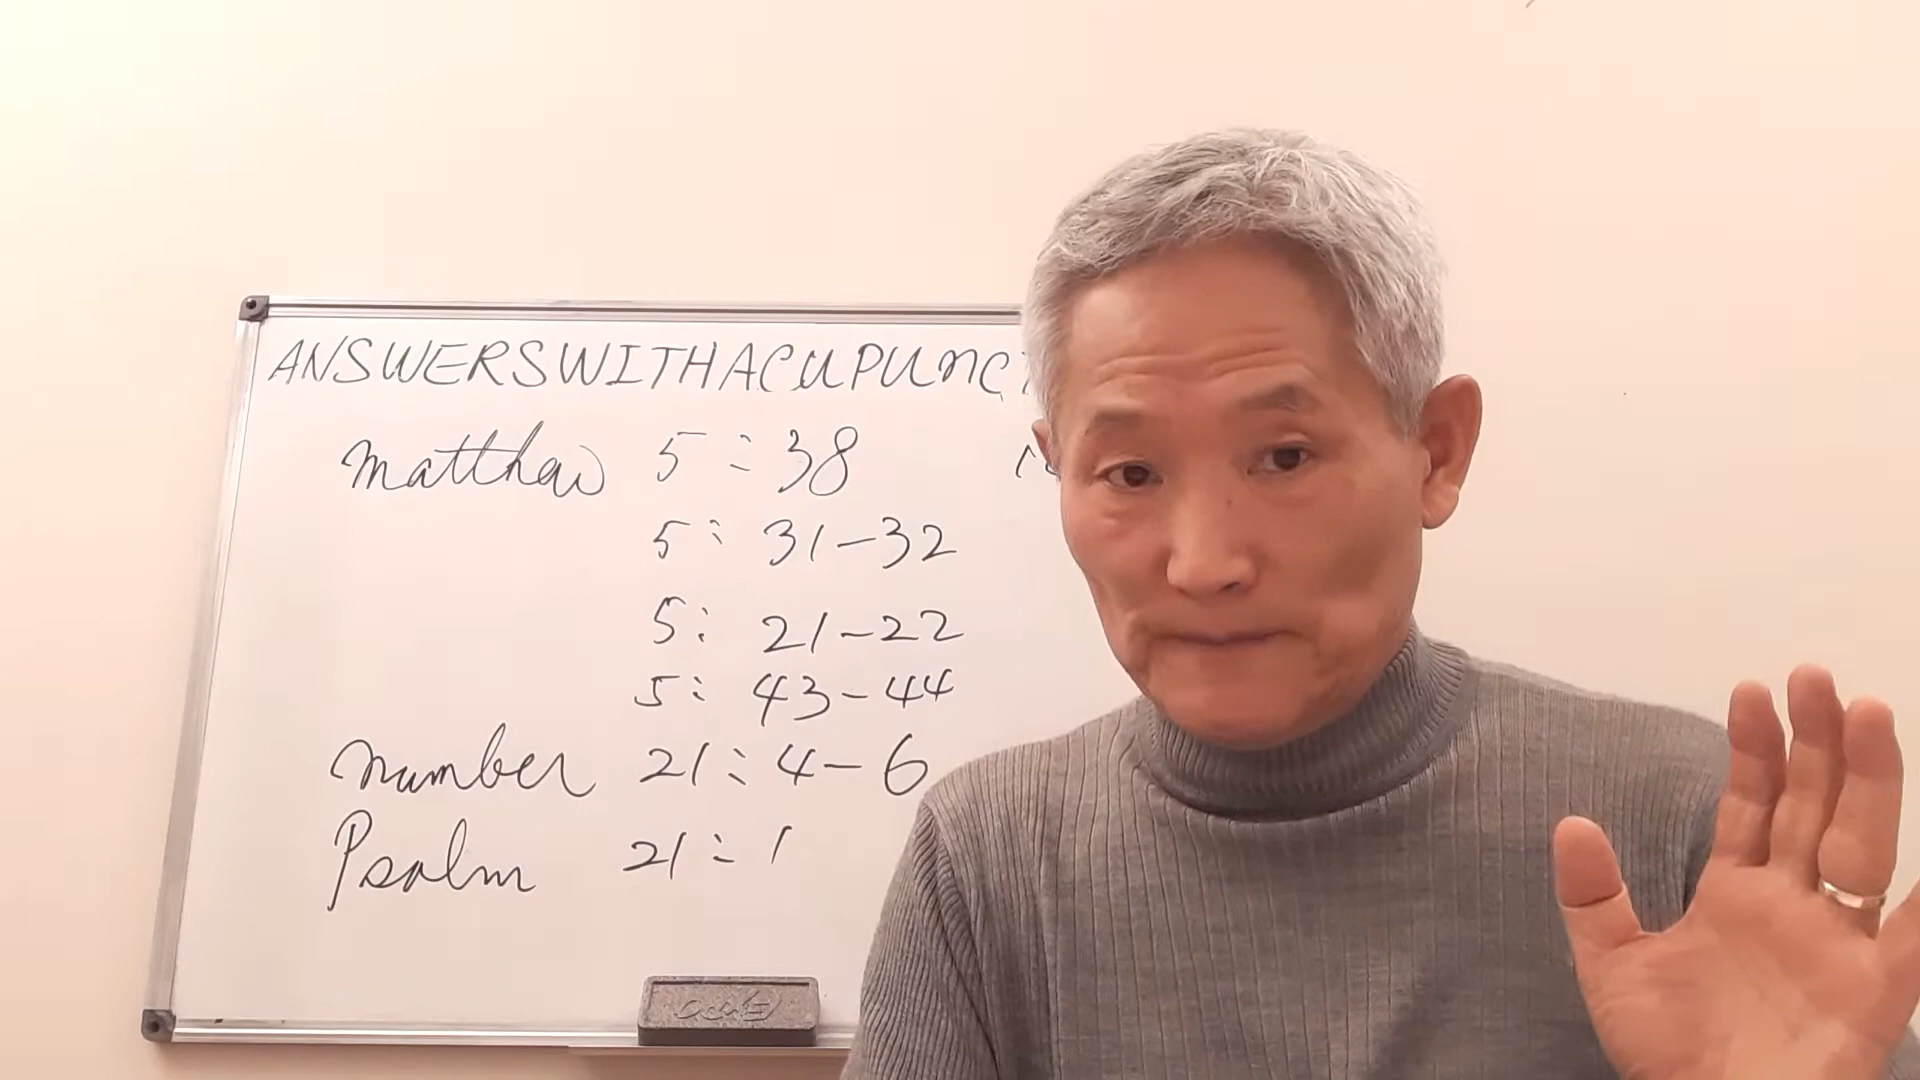 ANSWERSWITHACUPUNC
Matthew 5:38
5:31-32
5:21-22
5:43-44
number 21:4-6
Psalm 21:1